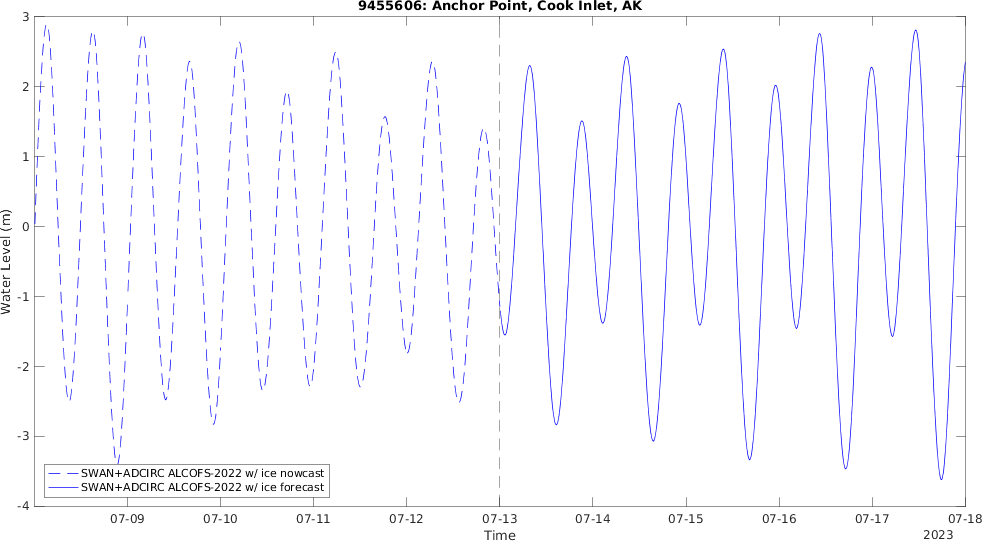 9455606: Anchor Point, Cook Inlet, AK
3
2
1
0
-1
-2
-3
-4
Water Level (m)
SWAN+ADCIRC ALCOFS-2022 w/ ice nowcast
SWAN+ADCIRC ALCOFS-2022 w/ ice forecast
07-09 07-10 07-11 07-12 07-13 07-14 07-15 07-16 07-17 07-18
Time
2023